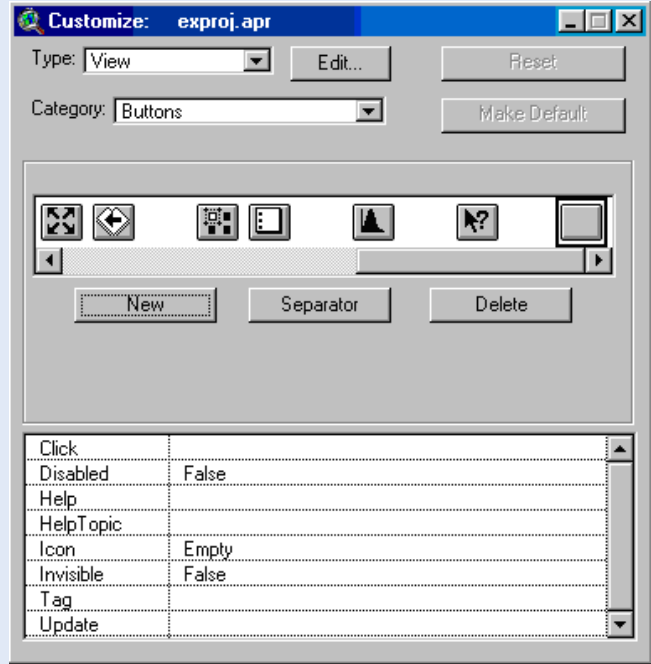 Customize: exproj.apr
Type: View Edit... Reset
Category: Buttons Make Default
?
New Separator Delete
Click
Disabled False
Help
HelpTopic
Icon Empty
Invisible False
Tag
Update